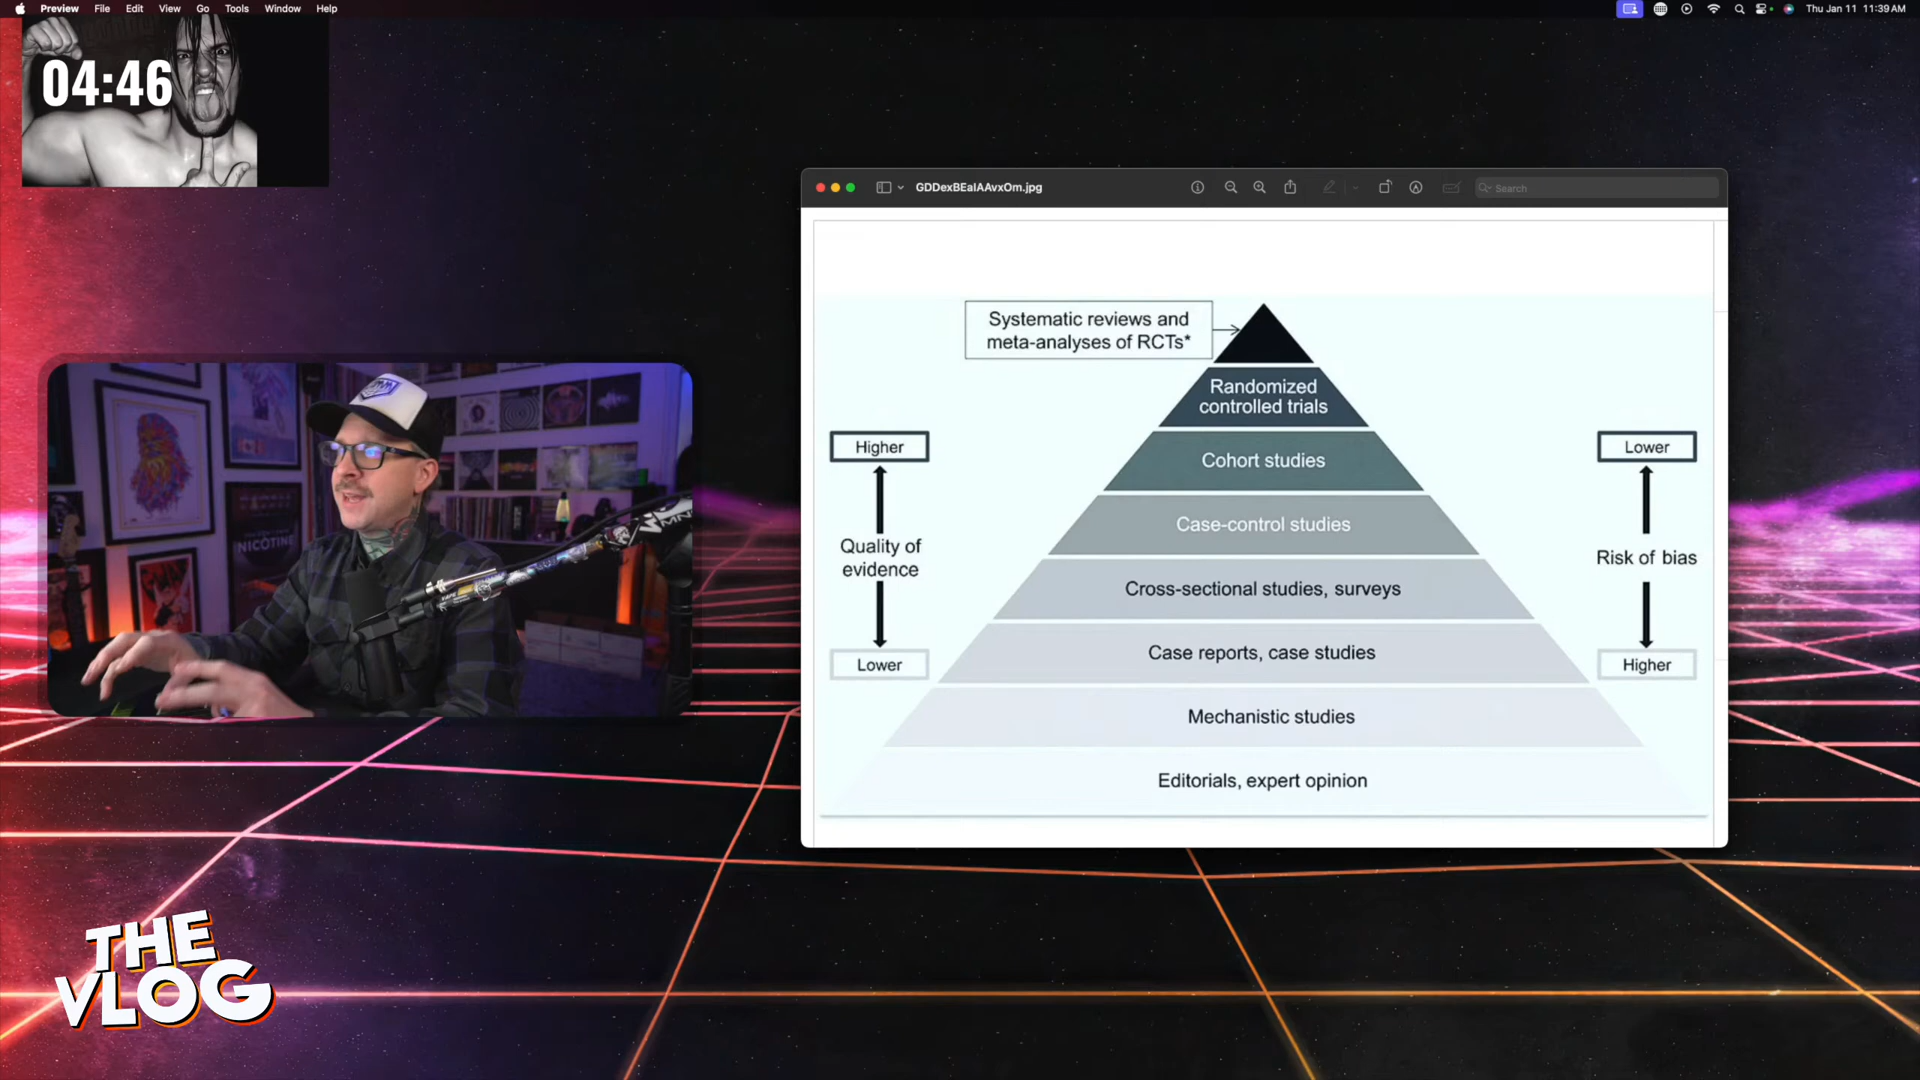 Preview File Edit View Go Tools Window Help
Thu Jan 11 11:39 AM
04:46
GDDexBEaIAAvxOm.jpg
Search
Systematic reviews and
meta-analyses of RCTs*
Randomized
controlled trials
Cohort studies
Case-control studies
Cross-sectional studies, surveys
Case reports, case studies
Mechanistic studies
Editorials, expert opinion
Higher
Quality of
evidence
Lower
Lower
Risk of bias
Higher
NICOTINE
THE
VLOG